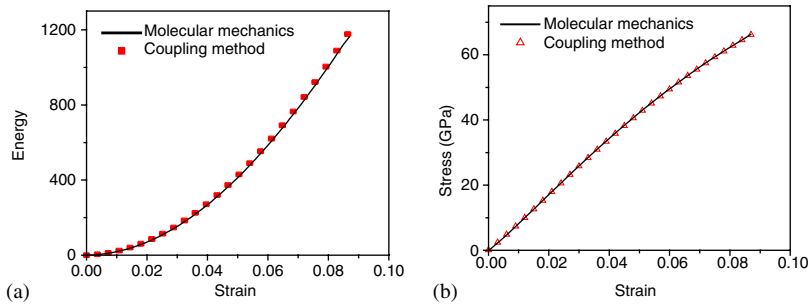 Molecular mechanics
Coupling method
1200
800
400
0
Energy
0.00 0.02 0.04 0.06 0.08 0.10
Strain
(a)
Molecular mechanics
Coupling method
60
40
20
0
Stress (GPa)
0.00 0.02 0.04 0.06 0.08 0.10
Strain
(b)